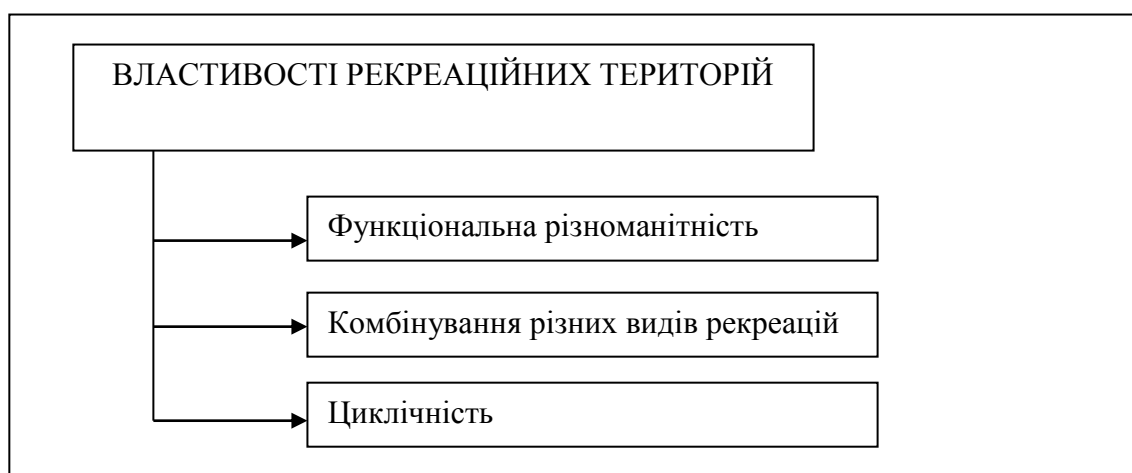 ВЛАСТИВОСТІ РЕКРЕАЦІЙНИХ ТЕРИТОРІЙ
Функціональна різноманітність
Комбінування різних видів рекреацій
Циклічність